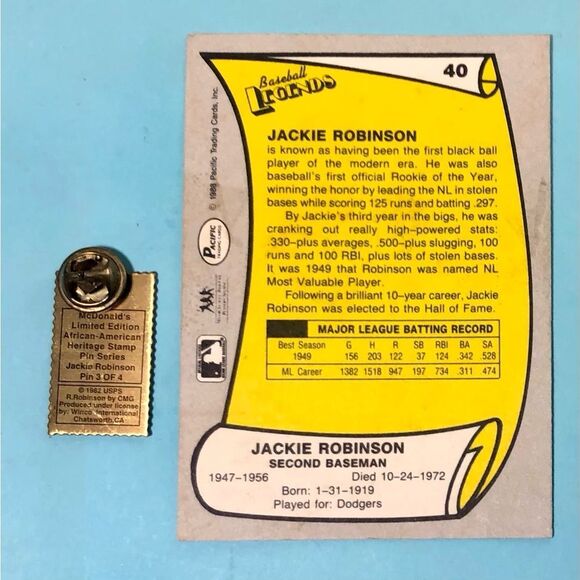 McDonald's
Limited Edition
African-American
Heritage Stamp
Pin Series
Jackie Robinson
Pin 3 OF 4
© 1982 USPS
R.Robinson by CMG
Produced under license
by: Winco, International
Chatsworth, CA
40
Baseball
LEGENDS
JACKIE ROBINSON
is known as having been the first black ball
player of the modern era. He was also
baseball's first official Rookie of the Year,
winning the honor by leading the NL in stolen
bases while scoring 125 runs and batting .297.
By Jackie's third year in the bigs, he was
cranking out really high-powered stats:
.330-plus averages, .500-plus slugging, 100
runs and 100 RBI, plus lots of stolen bases.
It was 1949 that Robinson was named NL
Most Valuable Player.
Following a brilliant 10-year career, Jackie
Robinson was elected to the Hall of Fame.
MAJOR LEAGUE BATTING RECORD
Best Season G H R HR SB RBI BA SA
1949 156 203 122 37 124 .342 .528
ML Career 1382 1518 947 197 734 .311 .474
JACKIE ROBINSON
SECOND BASEMAN
1947-1956 Died 10-24-1972
Born: 1-31-1919
Played for: Dodgers
© 1988 Pacific Trading Cards, Inc.
PACIFIC
TRADING CARDS